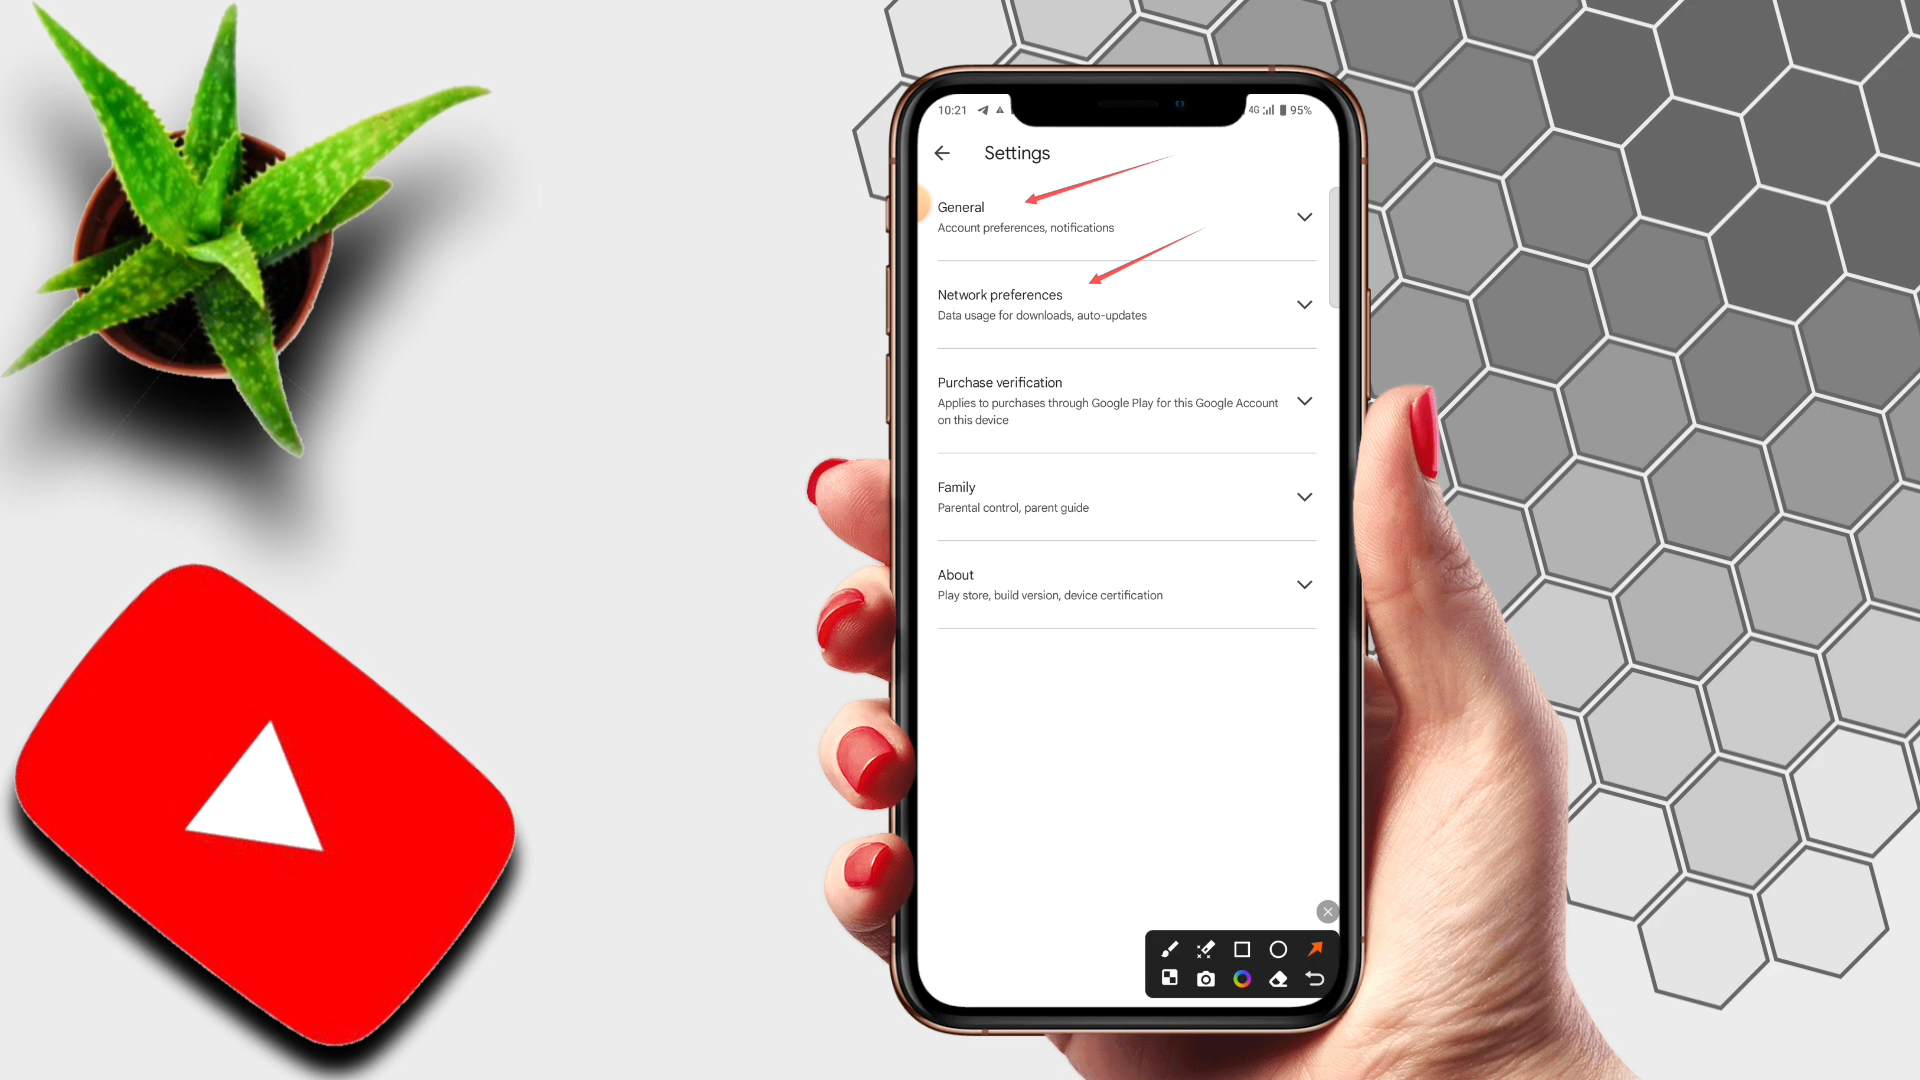 10:21
4G 95%
Settings
General
Account preferences, notifications
Network preferences
Data usage for downloads, auto-updates
Purchase verification
Applies to purchases through Google Play for this Google Account
on this device
Family
Parental control, parent guide
About
Play store, build version, device certification